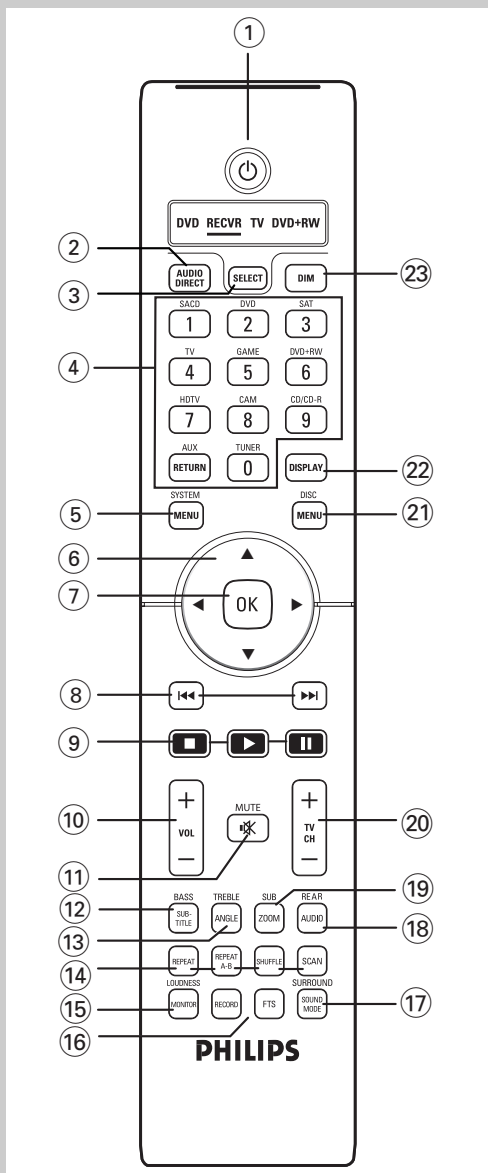 1
DVD RECVR TV DVD+RW
2
AUDIO DIRECT
SELECT
DIM
23
3
SACD DVD SAT
1 2 3
4
TV GAME DVD+RW
4 5 6
HDTV CAM CD/CD-R
7 8 9
AUX TUNER
RETURN 0 DISPLAY
22
SYSTEM DISC
5
MENU MENU
21
6
7
OK
8
9
10
+ +
MUTE
VOL
TV CH
20
– –
11
BASS TREBLE SUB REAR
19
12
SUB-TITLE ANGLE ZOOM AUDIO
18
13
14
REPEAT REPEAT A-B SHUFFLE SCAN
LOUDNESS SURROUND
15
MONITOR RECORD FTS SOUND MODE
17
16
PHILIPS